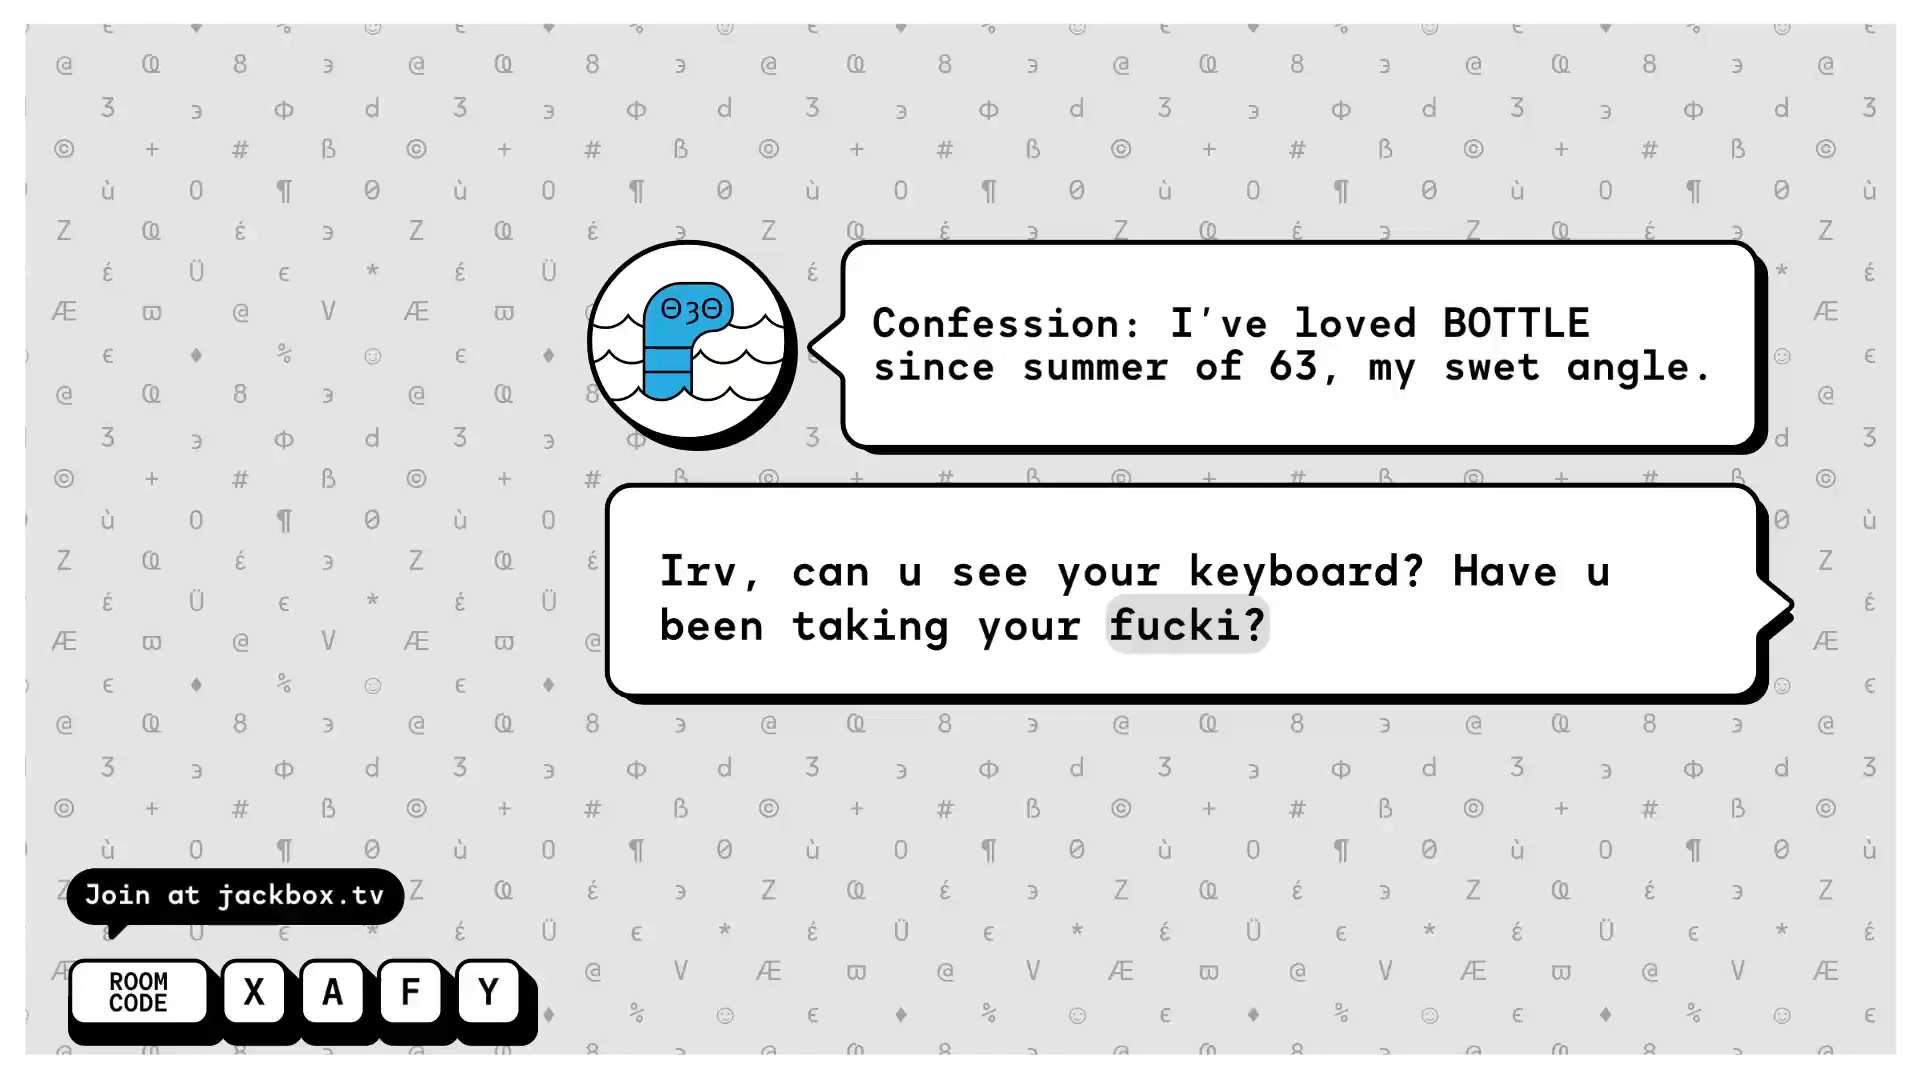 Confession: I've loved BOTTLE
since summer of 63, my swet angle.
Irv, can u see your keyboard? Have u
been taking your fucki?
Join at jackbox.tv
ROOM
CODE
X A F Y